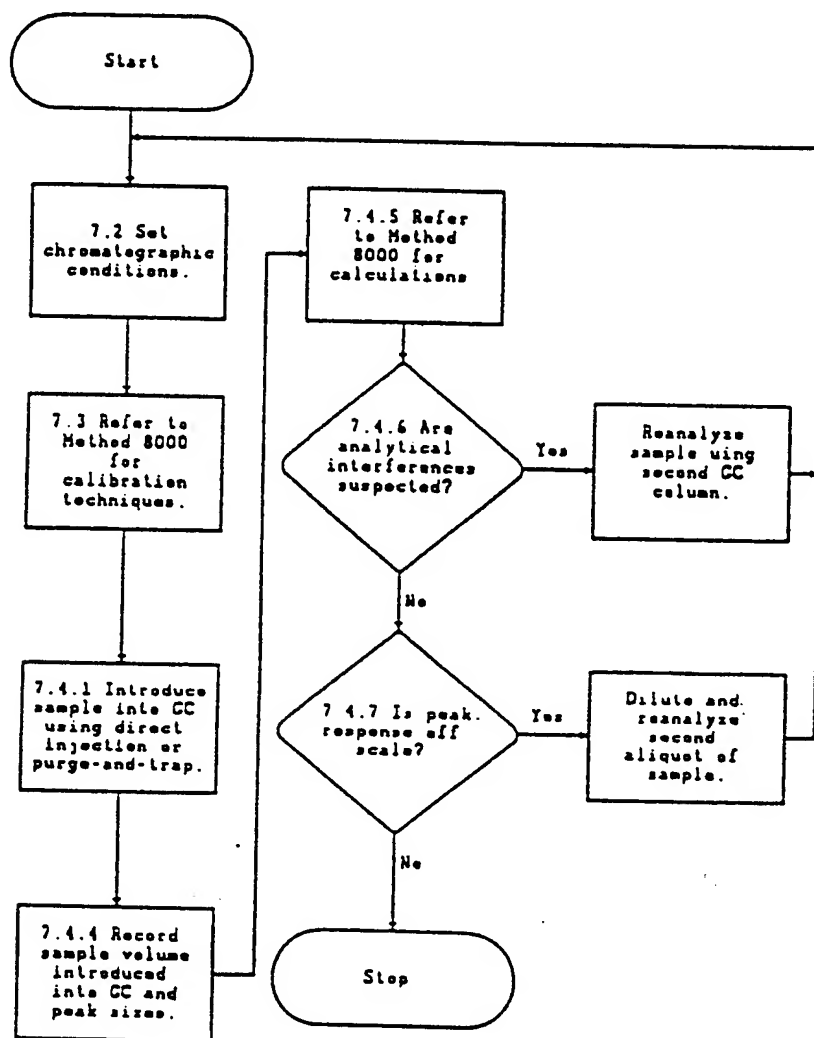 Start
7.2 Set
chromatographic
conditions.
7.3 Refer to
Method 8000
for
calibration
techniques.
7.4.1 Introduce
sample into GC
using direct
injection or
purge-and-trap.
7.4.4 Record
sample volume
introduced
into GC and
peak sizes.
7.4.5 Refer
to Method
8000 for
calculations
7.4.6 Are
analytical
interferences
suspected?
Yes
Reanalyze
sample using
second GC
column.
No
7 4.7 Is peak.
response off
scale?
Yes
Dilute and
reanalyze
second
aliquot of
sample.
No
Stop